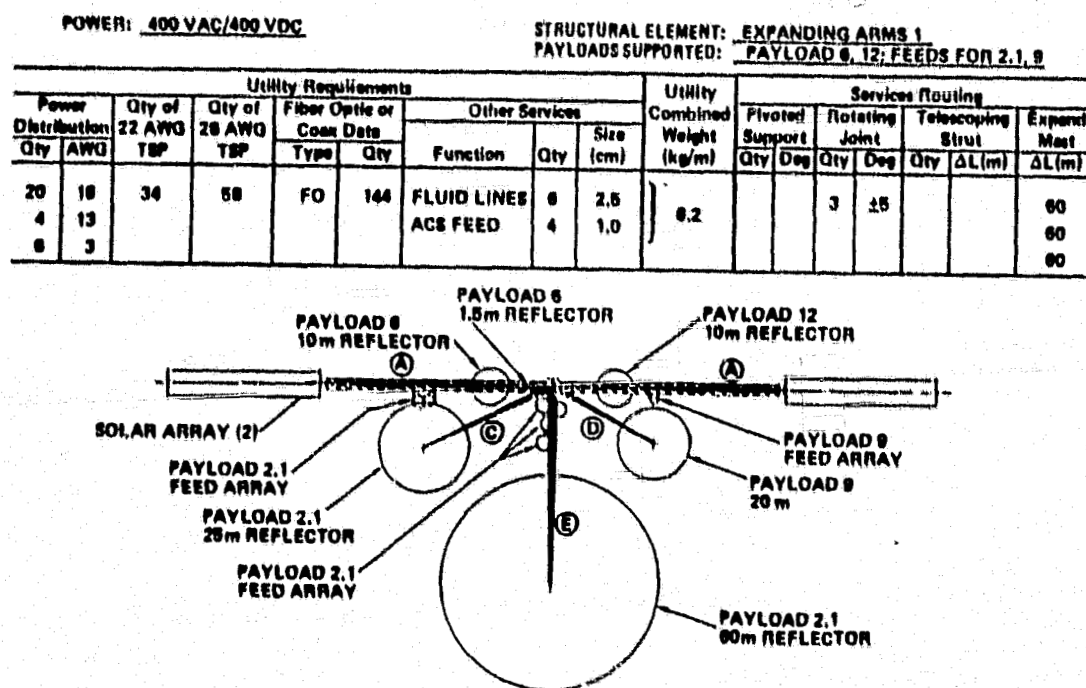 POWER: 400 VAC/400 VDC
STRUCTURAL ELEMENT: EXPANDING ARMS 1
PAYLOADS SUPPORTED: PAYLOAD 6, 12; FEEDS FOR 2.1, 9
Utility Requirements
Utility Combined Weight (kg/m)
Services Routing
Power Distribution
Qty of 22 AWG TSP
Qty of 26 AWG TSP
Fiber Optic or Coax Data
Other Services
Pivoted Support
Rotating Joint
Telescoping Strut
Expand Mast
Qty AWG
Type Qty
Function Qty Size (cm)
Qty Deg Qty Deg Qty ΔL(m) ΔL(m)
20 34 FO 144 FLUID LINES 6 2,5 3 ±5 60
4 13 ACS FEED 4 1,0 60
6 3 60
PAYLOAD 6
1.5m REFLECTOR
PAYLOAD 6
10m REFLECTOR
PAYLOAD 12
10m REFLECTOR
A
A
SOLAR ARRAY (2)
C
D
PAYLOAD 2.1
FEED ARRAY
PAYLOAD 9
FEED ARRAY
PAYLOAD 9
20 m
PAYLOAD 2.1
REFLECTOR
E
PAYLOAD 2.1
FEED ARRAY
PAYLOAD 2.1
60m REFLECTOR